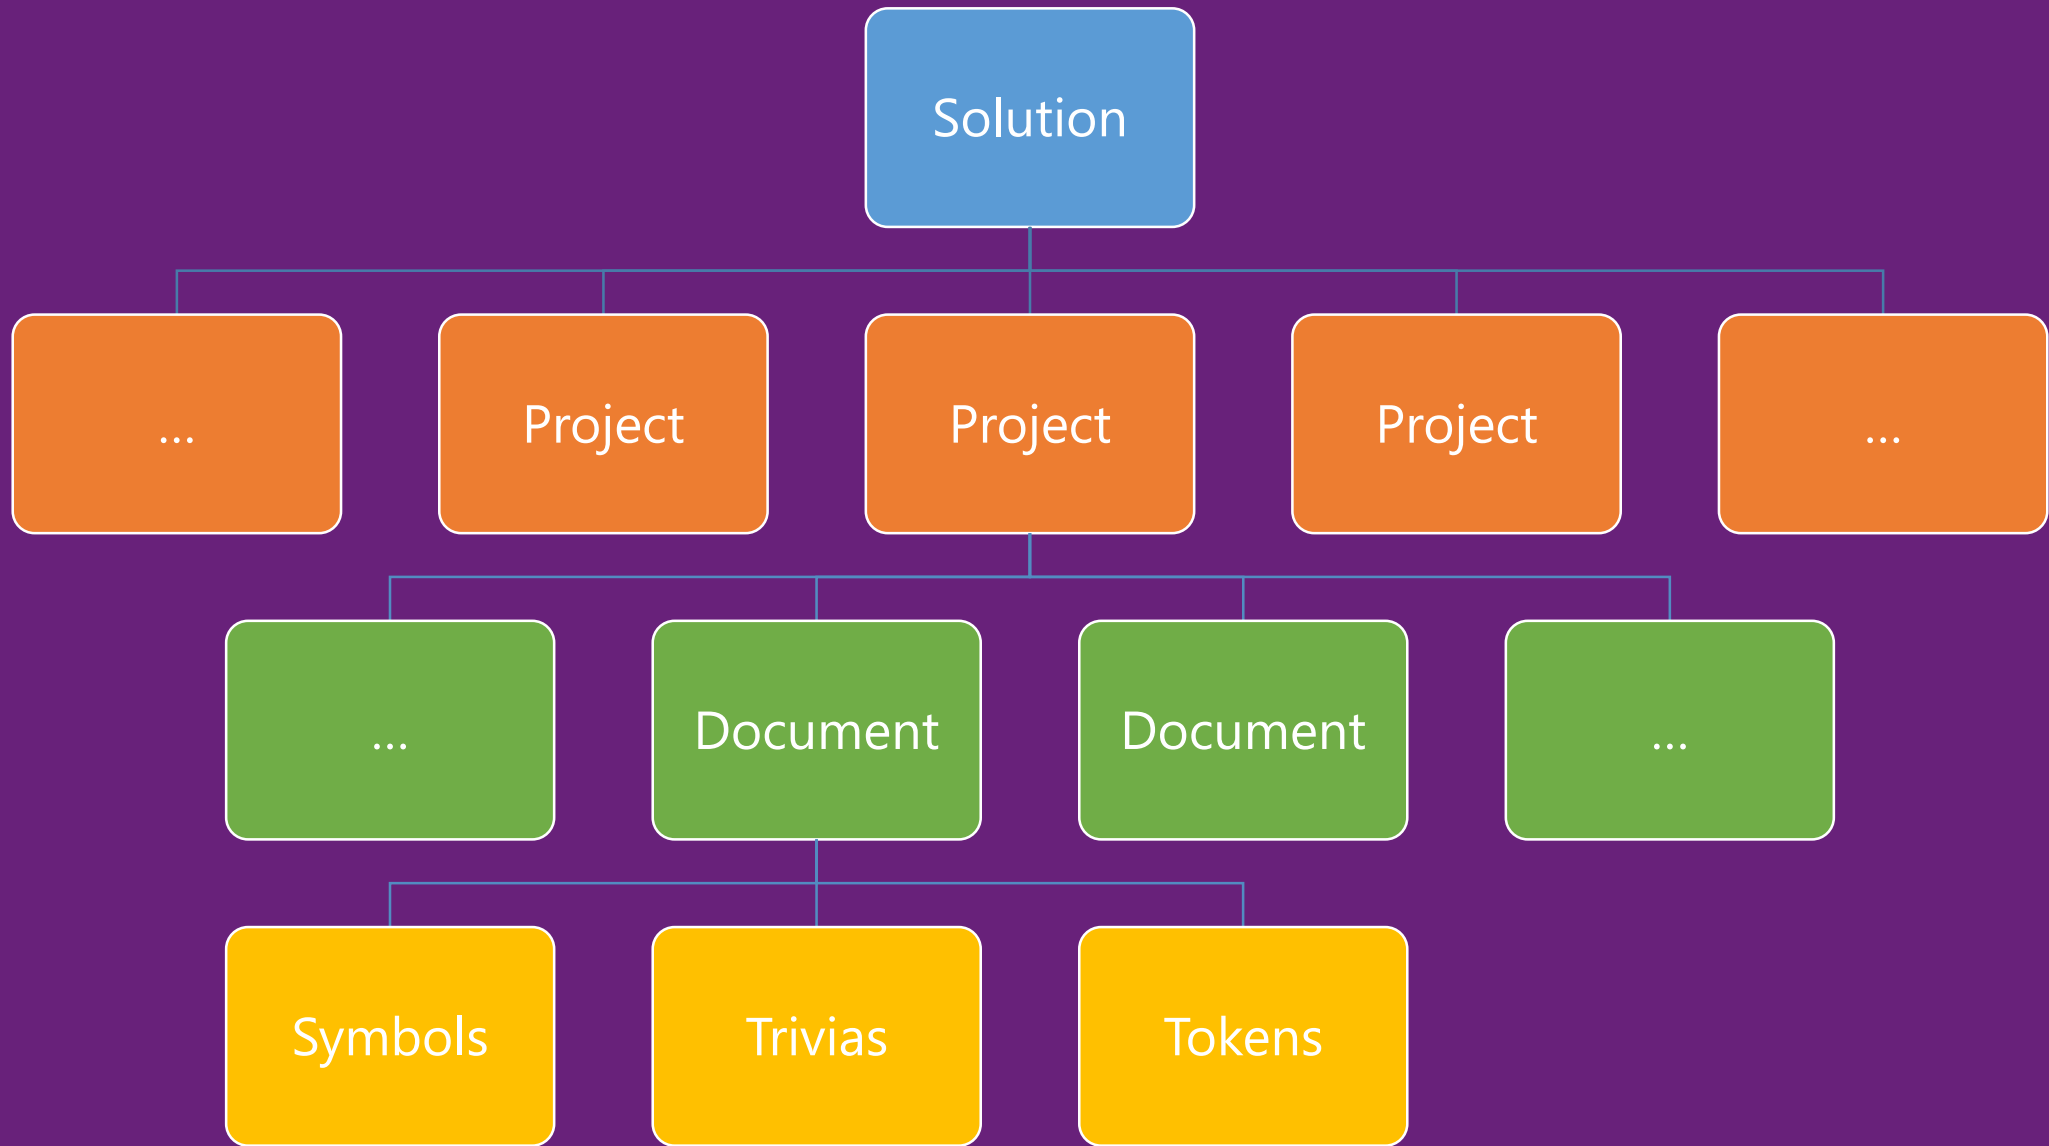 Solution
...
Project
Project
Project
...
...
Document
Document
...
Symbols
Trivias
Tokens